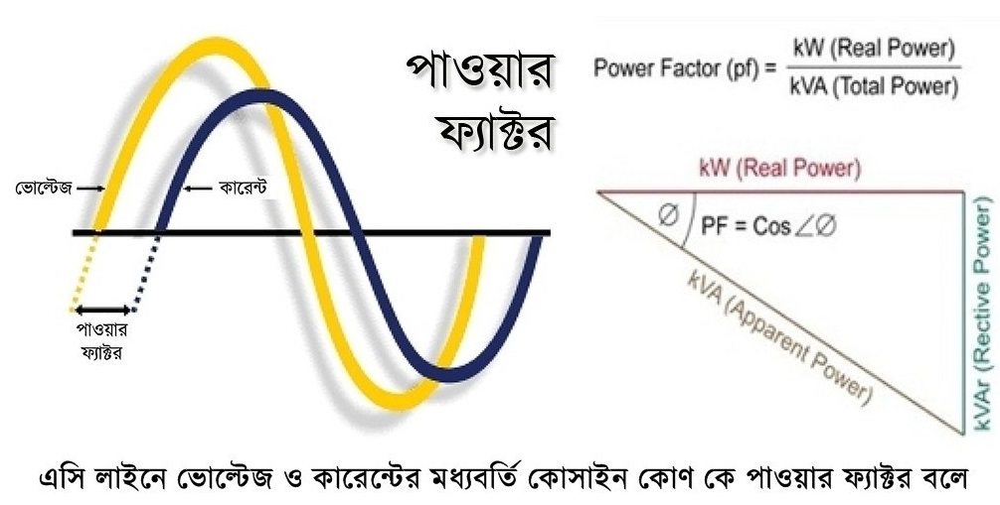 পাওয়ার
ফ্যাক্টর
ভোল্টেজ
কারেন্ট
পাওয়ার
ফ্যাক্টর
Power Factor (pf) = kW (Real Power)
kVA (Total Power)
kW (Real Power)
Ø PF = Cos∠Ø
kVA (Apparent Power)
kVAr (Rective Power)
এসি লাইনে ভোল্টেজ ও কারেন্টের মধ্যবর্তি কোসাইন কোণ কে পাওয়ার ফ্যাক্টর বলে